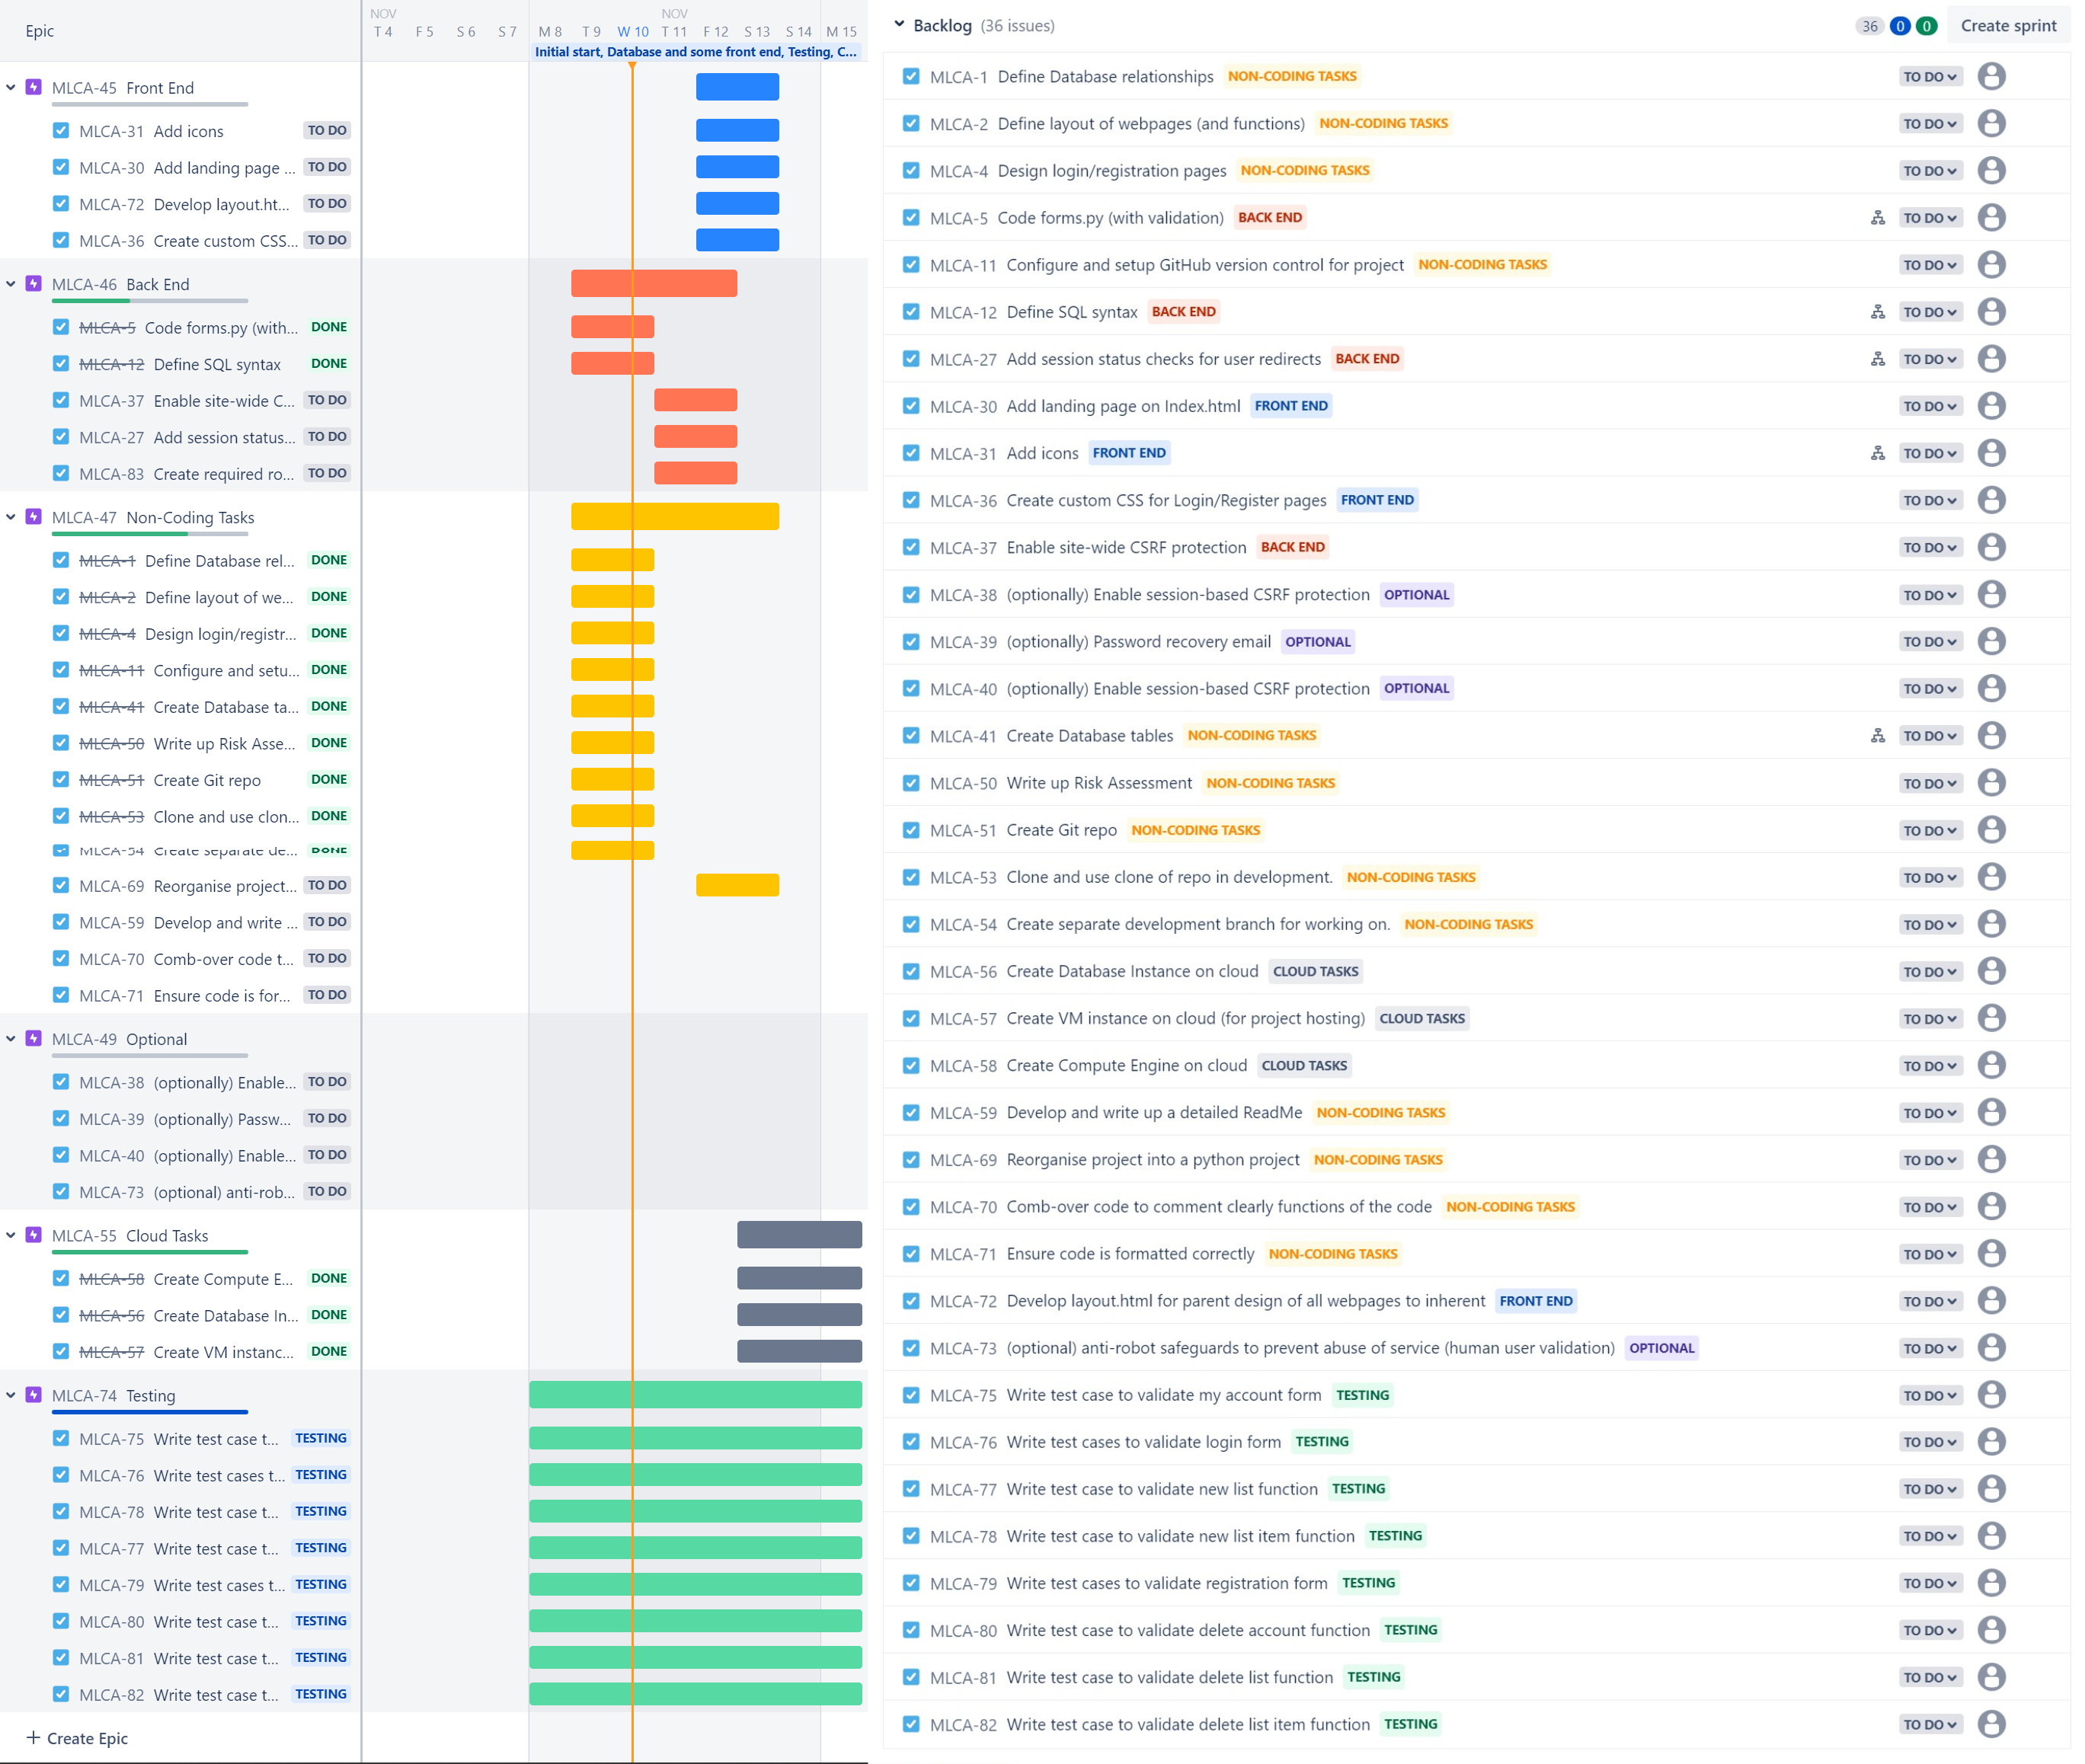 Epic
NOV NOV
T 4 F 5 S 6 S 7 M 8 T 9 W 10 T 11 F 12 S 13 S 14 M 15
Initial start, Database and some front end, Testing, C...
MLCA-45 Front End
MLCA-31 Add icons TO DO
MLCA-30 Add landing page ... TO DO
MLCA-72 Develop layout.ht... TO DO
MLCA-36 Create custom CSS... TO DO
MLCA-46 Back End
MLCA-5 Code forms.py (with... DONE
MLCA-12 Define SQL syntax DONE
MLCA-37 Enable site-wide C... TO DO
MLCA-27 Add session status... TO DO
MLCA-83 Create required ro... TO DO
MLCA-47 Non-Coding Tasks
MLCA-1 Define Database rel... DONE
MLCA-2 Define layout of we... DONE
MLCA-4 Design login/registr... DONE
MLCA-11 Configure and setu... DONE
MLCA-41 Create Database ta... DONE
MLCA-50 Write up Risk Asse... DONE
MLCA-51 Create Git repo DONE
MLCA-53 Clone and use clon... DONE
MLCA-54 Create separate de... DONE
MLCA-69 Reorganise project... TO DO
MLCA-59 Develop and write ... TO DO
MLCA-70 Comb-over code t... TO DO
MLCA-71 Ensure code is for... TO DO
MLCA-49 Optional
MLCA-38 (optionally) Enable... TO DO
MLCA-39 (optionally) Passw... TO DO
MLCA-40 (optionally) Enable... TO DO
MLCA-73 (optional) anti-rob... TO DO
MLCA-55 Cloud Tasks
MLCA-58 Create Compute E... DONE
MLCA-56 Create Database In... DONE
MLCA-57 Create VM instanc... DONE
MLCA-74 Testing
MLCA-75 Write test case t... TESTING
MLCA-76 Write test cases t... TESTING
MLCA-78 Write test case t... TESTING
MLCA-77 Write test case t... TESTING
MLCA-79 Write test cases t... TESTING
MLCA-80 Write test case t... TESTING
MLCA-81 Write test case t... TESTING
MLCA-82 Write test case t... TESTING
+ Create Epic
Backlog (36 issues) 36 0 0 Create sprint
MLCA-1 Define Database relationships NON-CODING TASKS TO DO
MLCA-2 Define layout of webpages (and functions) NON-CODING TASKS TO DO
MLCA-4 Design login/registration pages NON-CODING TASKS TO DO
MLCA-5 Code forms.py (with validation) BACK END TO DO
MLCA-11 Configure and setup GitHub version control for project NON-CODING TASKS TO DO
MLCA-12 Define SQL syntax BACK END TO DO
MLCA-27 Add session status checks for user redirects BACK END TO DO
MLCA-30 Add landing page on Index.html FRONT END TO DO
MLCA-31 Add icons FRONT END TO DO
MLCA-36 Create custom CSS for Login/Register pages FRONT END TO DO
MLCA-37 Enable site-wide CSRF protection BACK END TO DO
MLCA-38 (optionally) Enable session-based CSRF protection OPTIONAL TO DO
MLCA-39 (optionally) Password recovery email OPTIONAL TO DO
MLCA-40 (optionally) Enable session-based CSRF protection OPTIONAL TO DO
MLCA-41 Create Database tables NON-CODING TASKS TO DO
MLCA-50 Write up Risk Assessment NON-CODING TASKS TO DO
MLCA-51 Create Git repo NON-CODING TASKS TO DO
MLCA-53 Clone and use clone of repo in development. NON-CODING TASKS TO DO
MLCA-54 Create separate development branch for working on. NON-CODING TASKS TO DO
MLCA-56 Create Database Instance on cloud CLOUD TASKS TO DO
MLCA-57 Create VM instance on cloud (for project hosting) CLOUD TASKS TO DO
MLCA-58 Create Compute Engine on cloud CLOUD TASKS TO DO
MLCA-59 Develop and write up a detailed ReadMe NON-CODING TASKS TO DO
MLCA-69 Reorganise project into a python project NON-CODING TASKS TO DO
MLCA-70 Comb-over code to comment clearly functions of the code NON-CODING TASKS TO DO
MLCA-71 Ensure code is formatted correctly NON-CODING TASKS TO DO
MLCA-72 Develop layout.html for parent design of all webpages to inherent FRONT END TO DO
MLCA-73 (optional) anti-robot safeguards to prevent abuse of service (human user validation) OPTIONAL TO DO
MLCA-75 Write test case to validate my account form TESTING TO DO
MLCA-76 Write test cases to validate login form TESTING TO DO
MLCA-77 Write test case to validate new list function TESTING TO DO
MLCA-78 Write test case to validate new list item function TESTING TO DO
MLCA-79 Write test cases to validate registration form TESTING TO DO
MLCA-80 Write test case to validate delete account function TESTING TO DO
MLCA-81 Write test case to validate delete list function TESTING TO DO
MLCA-82 Write test case to validate delete list item function TESTING TO DO